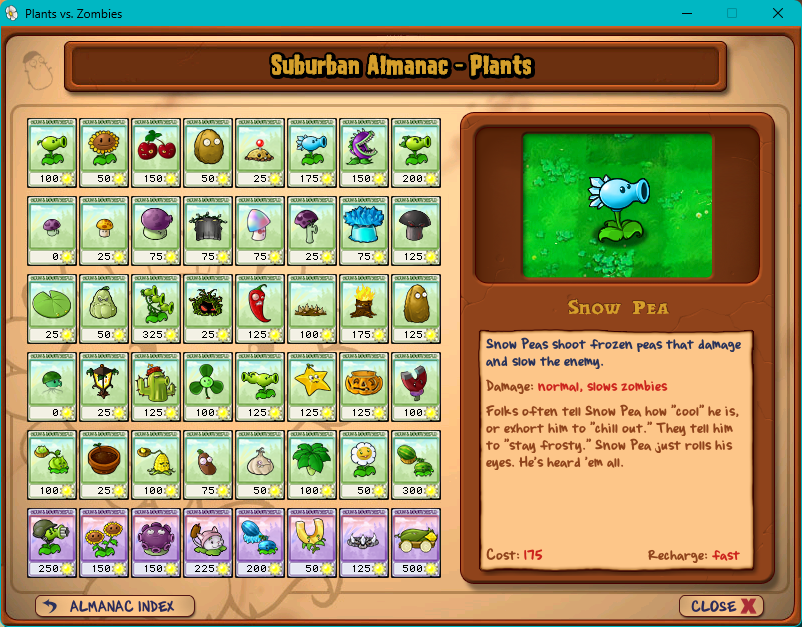 Plants vs. Zombies
Suburban Almanac - Plants
100 50 150 50 25 175 150 200
0 25 75 75 75 25 75 125
25 50 325 25 125 100 175 125
0 25 125 100 125 125 125 100
100 25 100 75 50 100 50 300
250 150 150 225 200 50 125 500
Snow Pea
Snow Peas shoot frozen peas that damage
and slow the enemy.
Damage: normal, slows zombies
Folks often tell Snow Pea how "cool" he is,
or exhort him to "chill out." They tell him
to "stay frosty." Snow Pea just rolls his
eyes. He's heard 'em all.
Cost: 175 Recharge: fast
ALMANAC INDEX
CLOSE